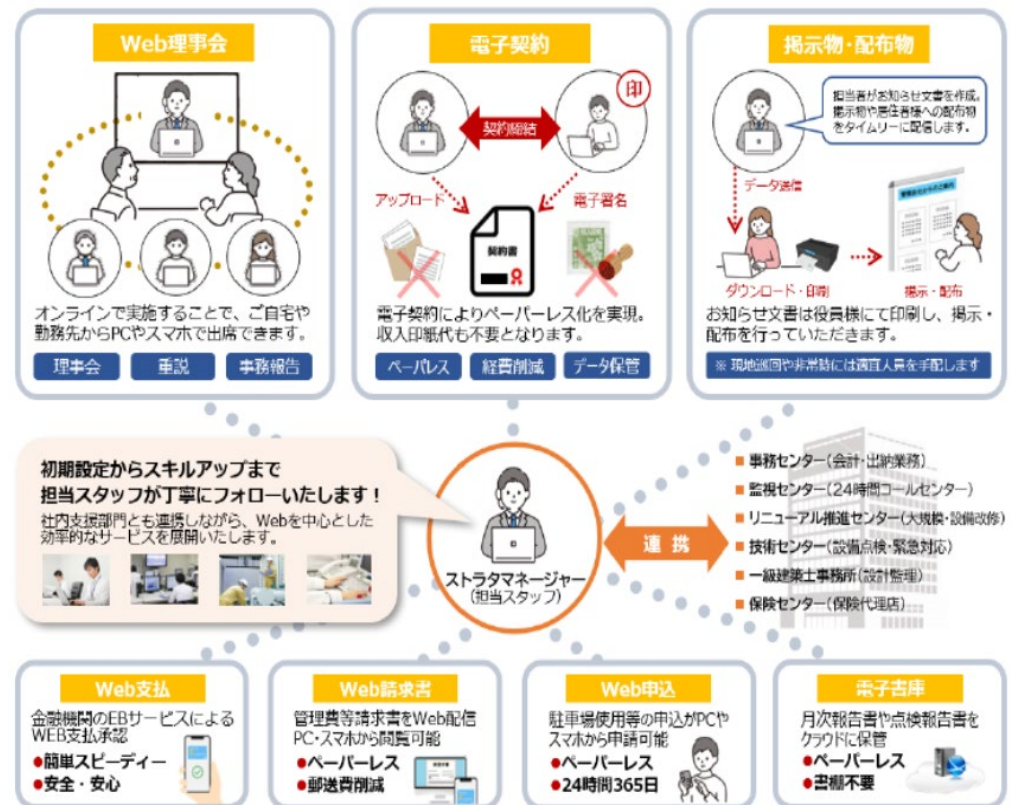 Web理事会
オンラインで実施することで、ご自宅や
勤務先からPCやスマホで出席できます。
理事会
重説
事務報告
電子契約
印
契約締結
アップロード
電子署名
契約書
電子契約によりペーパーレス化を実現。
収入印紙代も不要となります。
ペーパレス
経費削減
データ保管
掲示物・配布物
担当者がお知らせ文書を作成。
掲示物や居住者様への配布物
をタイムリーに配信します。
データ送信
管理会社からのご案内
ダウンロード・印刷
掲示・配布
お知らせ文書は役員様にて印刷し、掲示・
配布を行っていただきます。
※ 現地巡回や非常時には適宜人員を手配します
初期設定からスキルアップまで
担当スタッフが丁寧にフォローいたします！
社内支援部門とも連携しながら、Webを中心とした
効率的なサービスを展開いたします。
ストラタマネージャー
(担当スタッフ)
連携
■ 事務センター(会計・出納業務)
■ 監視センター(24時間コールセンター)
■ リニューアル推進センター(大規模・設備改修)
■ 技術センター(設備点検・緊急対応)
■ 一級建築士事務所(設計監理)
■ 保険センター(保険代理店)
Web支払
金融機関のEBサービスによる
WEB支払承認
●簡単スピーディー
●安全・安心
Web請求書
管理費等請求書をWeb配信
PC・スマホから閲覧可能
●ペーパーレス
●郵送費削減
Web申込
駐車場使用等の申込がPCや
スマホから申請可能
●ペーパーレス
●24時間365日
電子書庫
月次報告書や点検報告書を
クラウドに保管
●ペーパーレス
●書棚不要